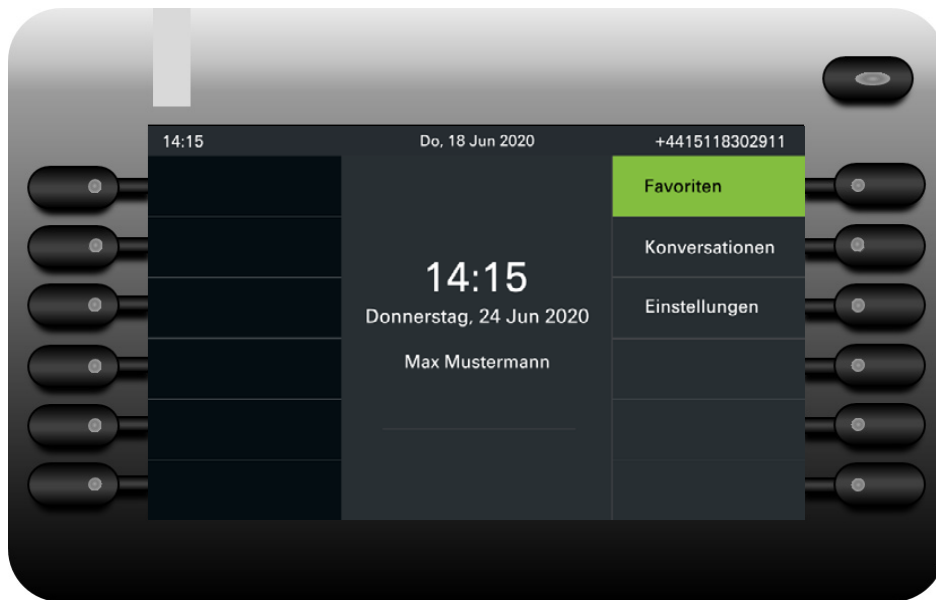 14:15 Do, 18 Jun 2020 +4415118302911
Favoriten
Konversationen
14:15
Einstellungen
Donnerstag, 24 Jun 2020
Max Mustermann